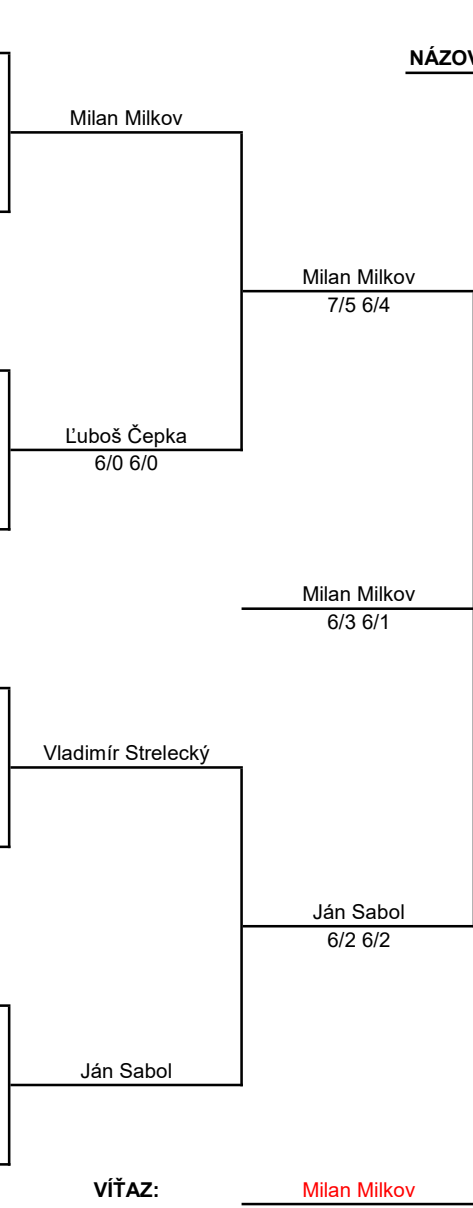 NÁZOV
Milan Milkov
Milan Milkov
7/5 6/4
Ľuboš Čepka
6/0 6/0
Milan Milkov
6/3 6/1
Vladimír Strelecký
Ján Sabol
6/2 6/2
Ján Sabol
VÍŤAZ: Milan Milkov